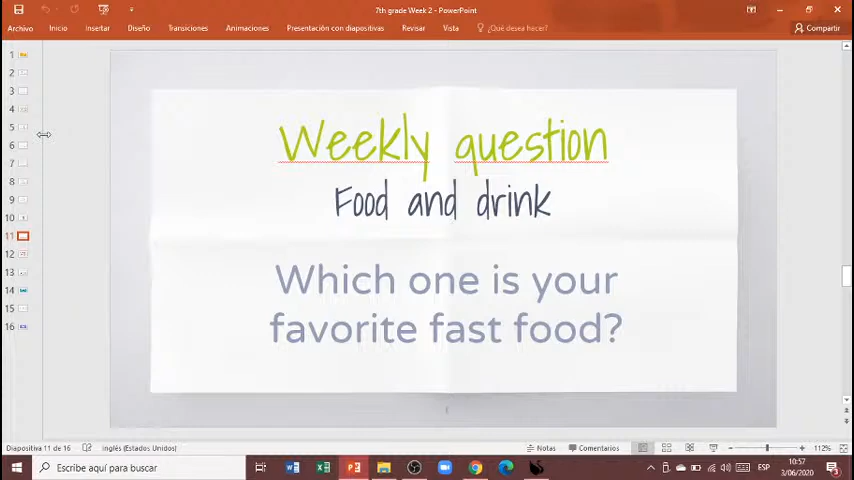 7th grade Week 2 - PowerPoint
Archivo Inicio Insertar Diseño Transiciones Animaciones Presentación con diapositivas Revisar Vista ¿Qué desea hacer? Compartir
1
2
3
4
5
6
7
8
9
10
11
12
13
14
15
16
Weekly question
Food and drink
Which one is your
favorite fast food?
Diapositiva 11 de 16 inglés (Estados Unidos) Notas Comentarios 112%
Escribe aquí para buscar ESP 10:57
3/06/2020